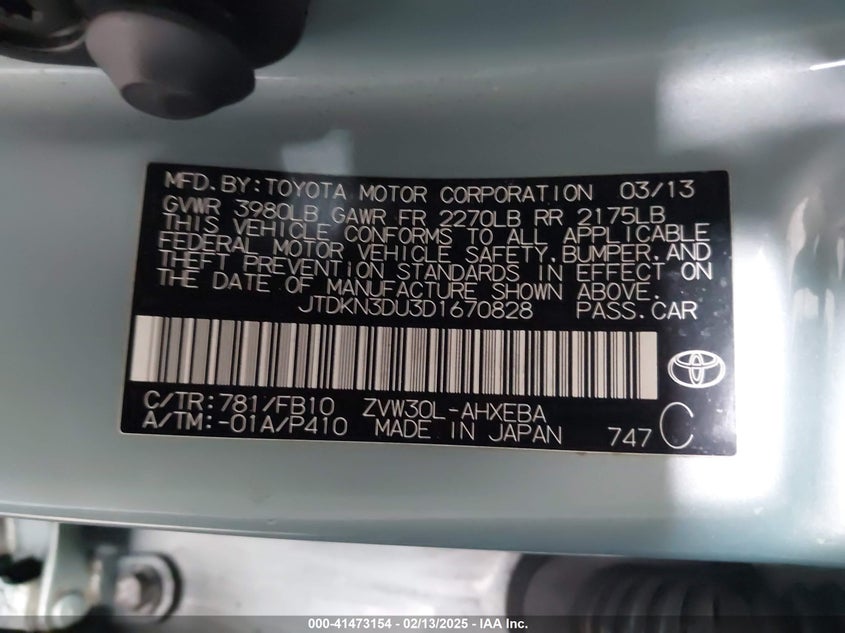 MFD. BY: TOYOTA MOTOR CORPORATION 03/13
GVWR 3980LB GAWR FR 2270LB RR 2175LB
THIS VEHICLE CONFORMS TO ALL APPLICABLE
FEDERAL MOTOR VEHICLE SAFETY, BUMPER, AND
THEFT PREVENTION STANDARDS IN EFFECT ON
THE DATE OF MANUFACTURE SHOWN ABOVE.
JTDKN3DU3D1670828 PASS.CAR
C/TR: 781/FB10 ZVW30L-AHXEBA
A/TM: -01A/P410 MADE IN JAPAN 747 C
000-41473154 - 02/13/2025 - IAA Inc.